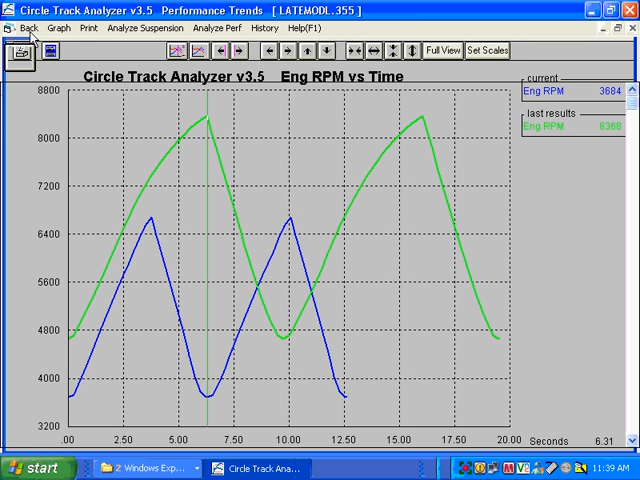 Circle Track Analyzer v3.5   Performance Trends   [ LATEMODL.355 ]
Back Graph Print Analyze Suspension Analyze Perf History Help(F1)
Full View Set Scales
Circle Track Analyzer v3.5    Eng RPM vs Time
current
Eng RPM 3684
last results
Eng RPM 8368
8800
8000
7200
6400
5600
4800
4000
3200
.00 2.50 5.00 7.50 10.00 12.50 15.00 17.50 20.00
Seconds 6.31
start 2 Windows Exp... Circle Track Ana... 11:39 AM